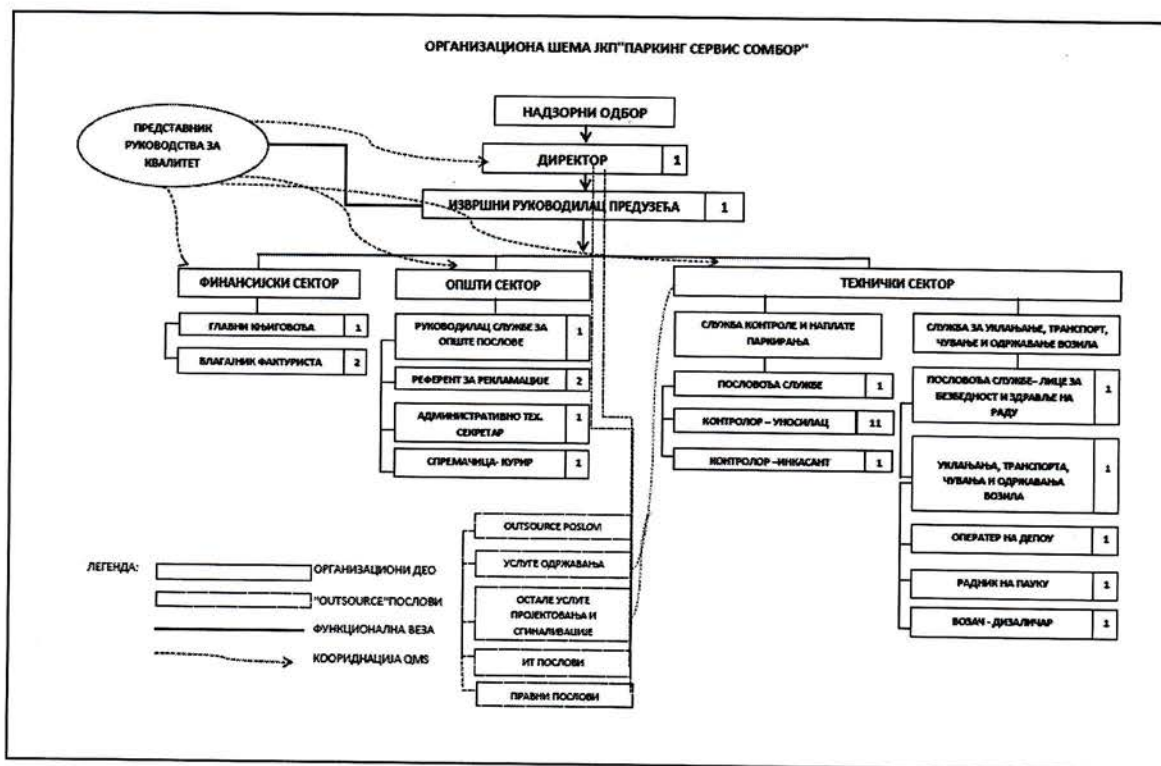 ОРГАНИЗАЦИОНА ШЕМА ЈКП"ПАРКИНГ СЕРВИС СОМБОР"
НАДЗОРНИ ОДБОР
ПРЕДСТАВНИК
РУКОВОДСТВА ЗА
КВАЛИТЕТ
ДИРЕКТОР 1
ИЗВРШНИ РУКОВОДИЛАЦ ПРЕДУЗЕЋА 1
ФИНАНСИЈСКИ СЕКТОР
ГЛАВНИ КЊИГОВОЂА 1
БЛАГАЈНИК ФАКТУРИСТА 2
ОПШТИ СЕКТОР
РУКОВОДИЛАЦ СЛУЖБЕ ЗА
ОПШТЕ ПОСЛОВЕ 1
РЕФЕРЕНТ ЗА РЕКЛАМАЦИЈЕ 2
АДМИНИСТРАТИВНО ТЕХ.
СЕКРЕТАР 1
СПРЕМАЧИЦА- КУРИР 1
ТЕХНИЧКИ СЕКТОР
СЛУЖБА КОНТРОЛЕ И НАПЛАТЕ
ПАРКИРАЊА
ПОСЛОВОЂА СЛУЖБЕ 1
КОНТРОЛОР – УНОСИЛАЦ 11
КОНТРОЛОР –ИНКАСАНТ 1
СЛУЖБА ЗА УКЛАЊАЊЕ, ТРАНСПОРТ,
ЧУВАЊЕ И ОДРЖАВАЊЕ ВОЗИЛА
ПОСЛОВОЂА СЛУЖБЕ– ЛИЦЕ ЗА
БЕЗБЕДНОСТ И ЗДРАВЉЕ НА
РАДУ 1
УКЛАЊАЊА, ТРАНСПОРТА,
ЧУВАЊА И ОДРЖАВАЊА
ВОЗИЛА 1
ОПЕРАТЕР НА ДЕПОУ 1
РАДНИК НА ПАУКУ 1
ВОЗАЧ - ДИЗАЛИЧАР 1
OUTSOURCE POSLOVI
УСЛУГЕ ОДРЖАВАЊА
ОСТАЛЕ УСЛУГЕ
ПРОЈЕКТОВАЊА И
СГИНАЛИЗАЦИЈЕ
ИТ ПОСЛОВИ
ПРАВНИ ПОСЛОВИ
ЛЕГЕНДА:
ОРГАНИЗАЦИОНИ ДЕО
"OUTSOURCE"ПОСЛОВИ
ФУНКЦИОНАЛНА ВЕЗА
КООРИДНАЦИЈА QMS